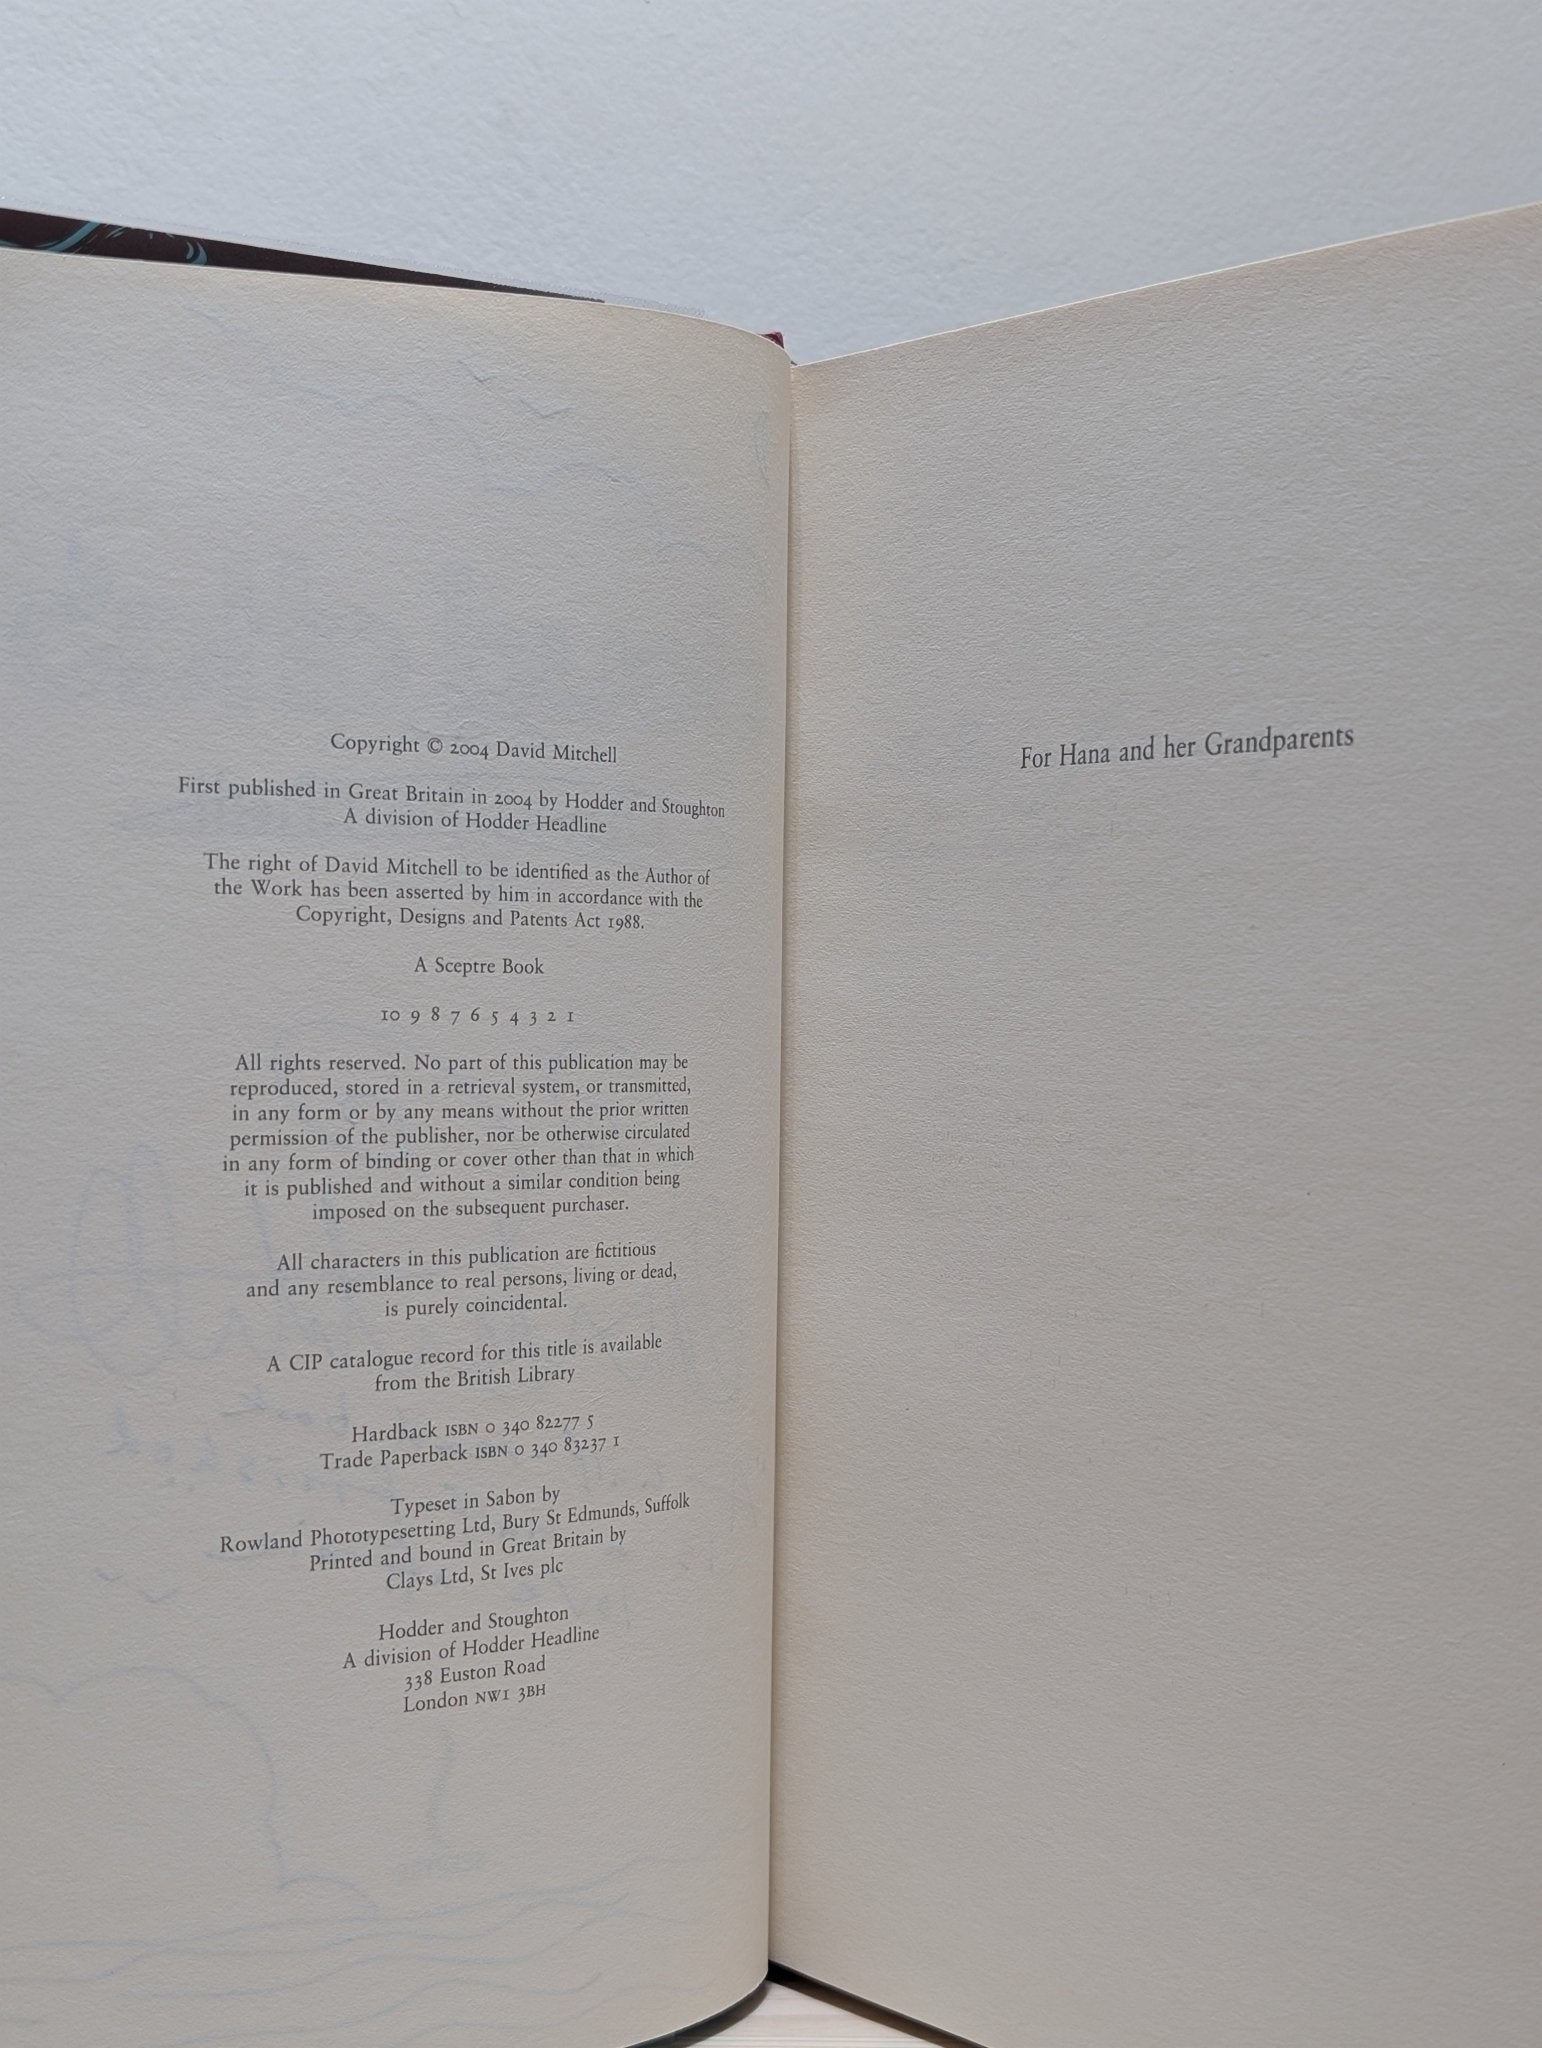 Copyright © 2004 David Mitchell
First published in Great Britain in 2004 by Hodder and Stoughton
A division of Hodder Headline
The right of David Mitchell to be identified as the Author of
the Work has been asserted by him in accordance with the
Copyright, Designs and Patents Act 1988.
A Sceptre Book
10 9 8 7 6 5 4 3 2 1
All rights reserved. No part of this publication may be
reproduced, stored in a retrieval system, or transmitted,
in any form or by any means without the prior written
permission of the publisher, nor be otherwise circulated
in any form of binding or cover other than that in which
it is published and without a similar condition being
imposed on the subsequent purchaser.
All characters in this publication are fictitious
and any resemblance to real persons, living or dead,
is purely coincidental.
A CIP catalogue record for this title is available
from the British Library
Hardback ISBN 0 340 82277 5
Trade Paperback ISBN 0 340 83237 1
Typeset in Sabon by
Rowland Phototypesetting Ltd, Bury St Edmunds, Suffolk
Printed and bound in Great Britain by
Clays Ltd, St Ives plc
Hodder and Stoughton
A division of Hodder Headline
338 Euston Road
London NW1 3BH
For Hana and her Grandparents